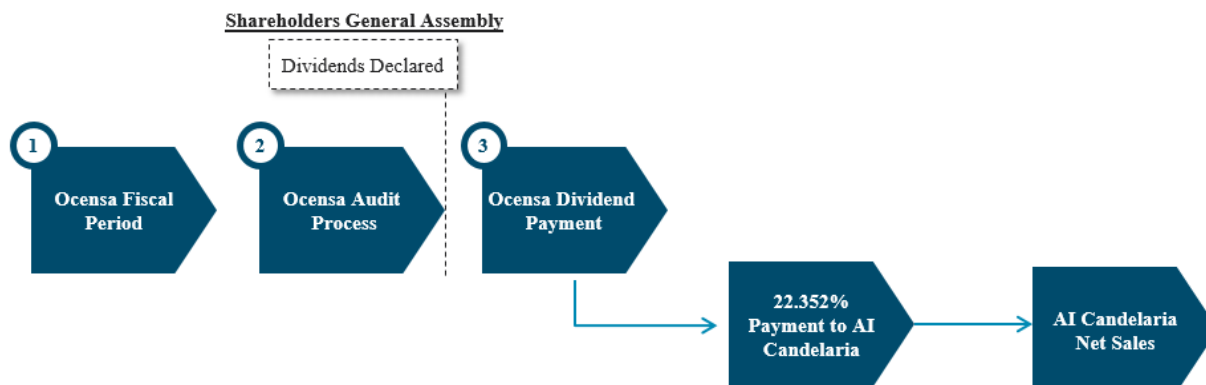 Shareholders General Assembly
Dividends Declared
1
Ocensa Fiscal
Period
2
Ocensa Audit
Process
3
Ocensa Dividend
Payment
22.352%
Payment to AI
Candelaria
AI Candelaria
Net Sales